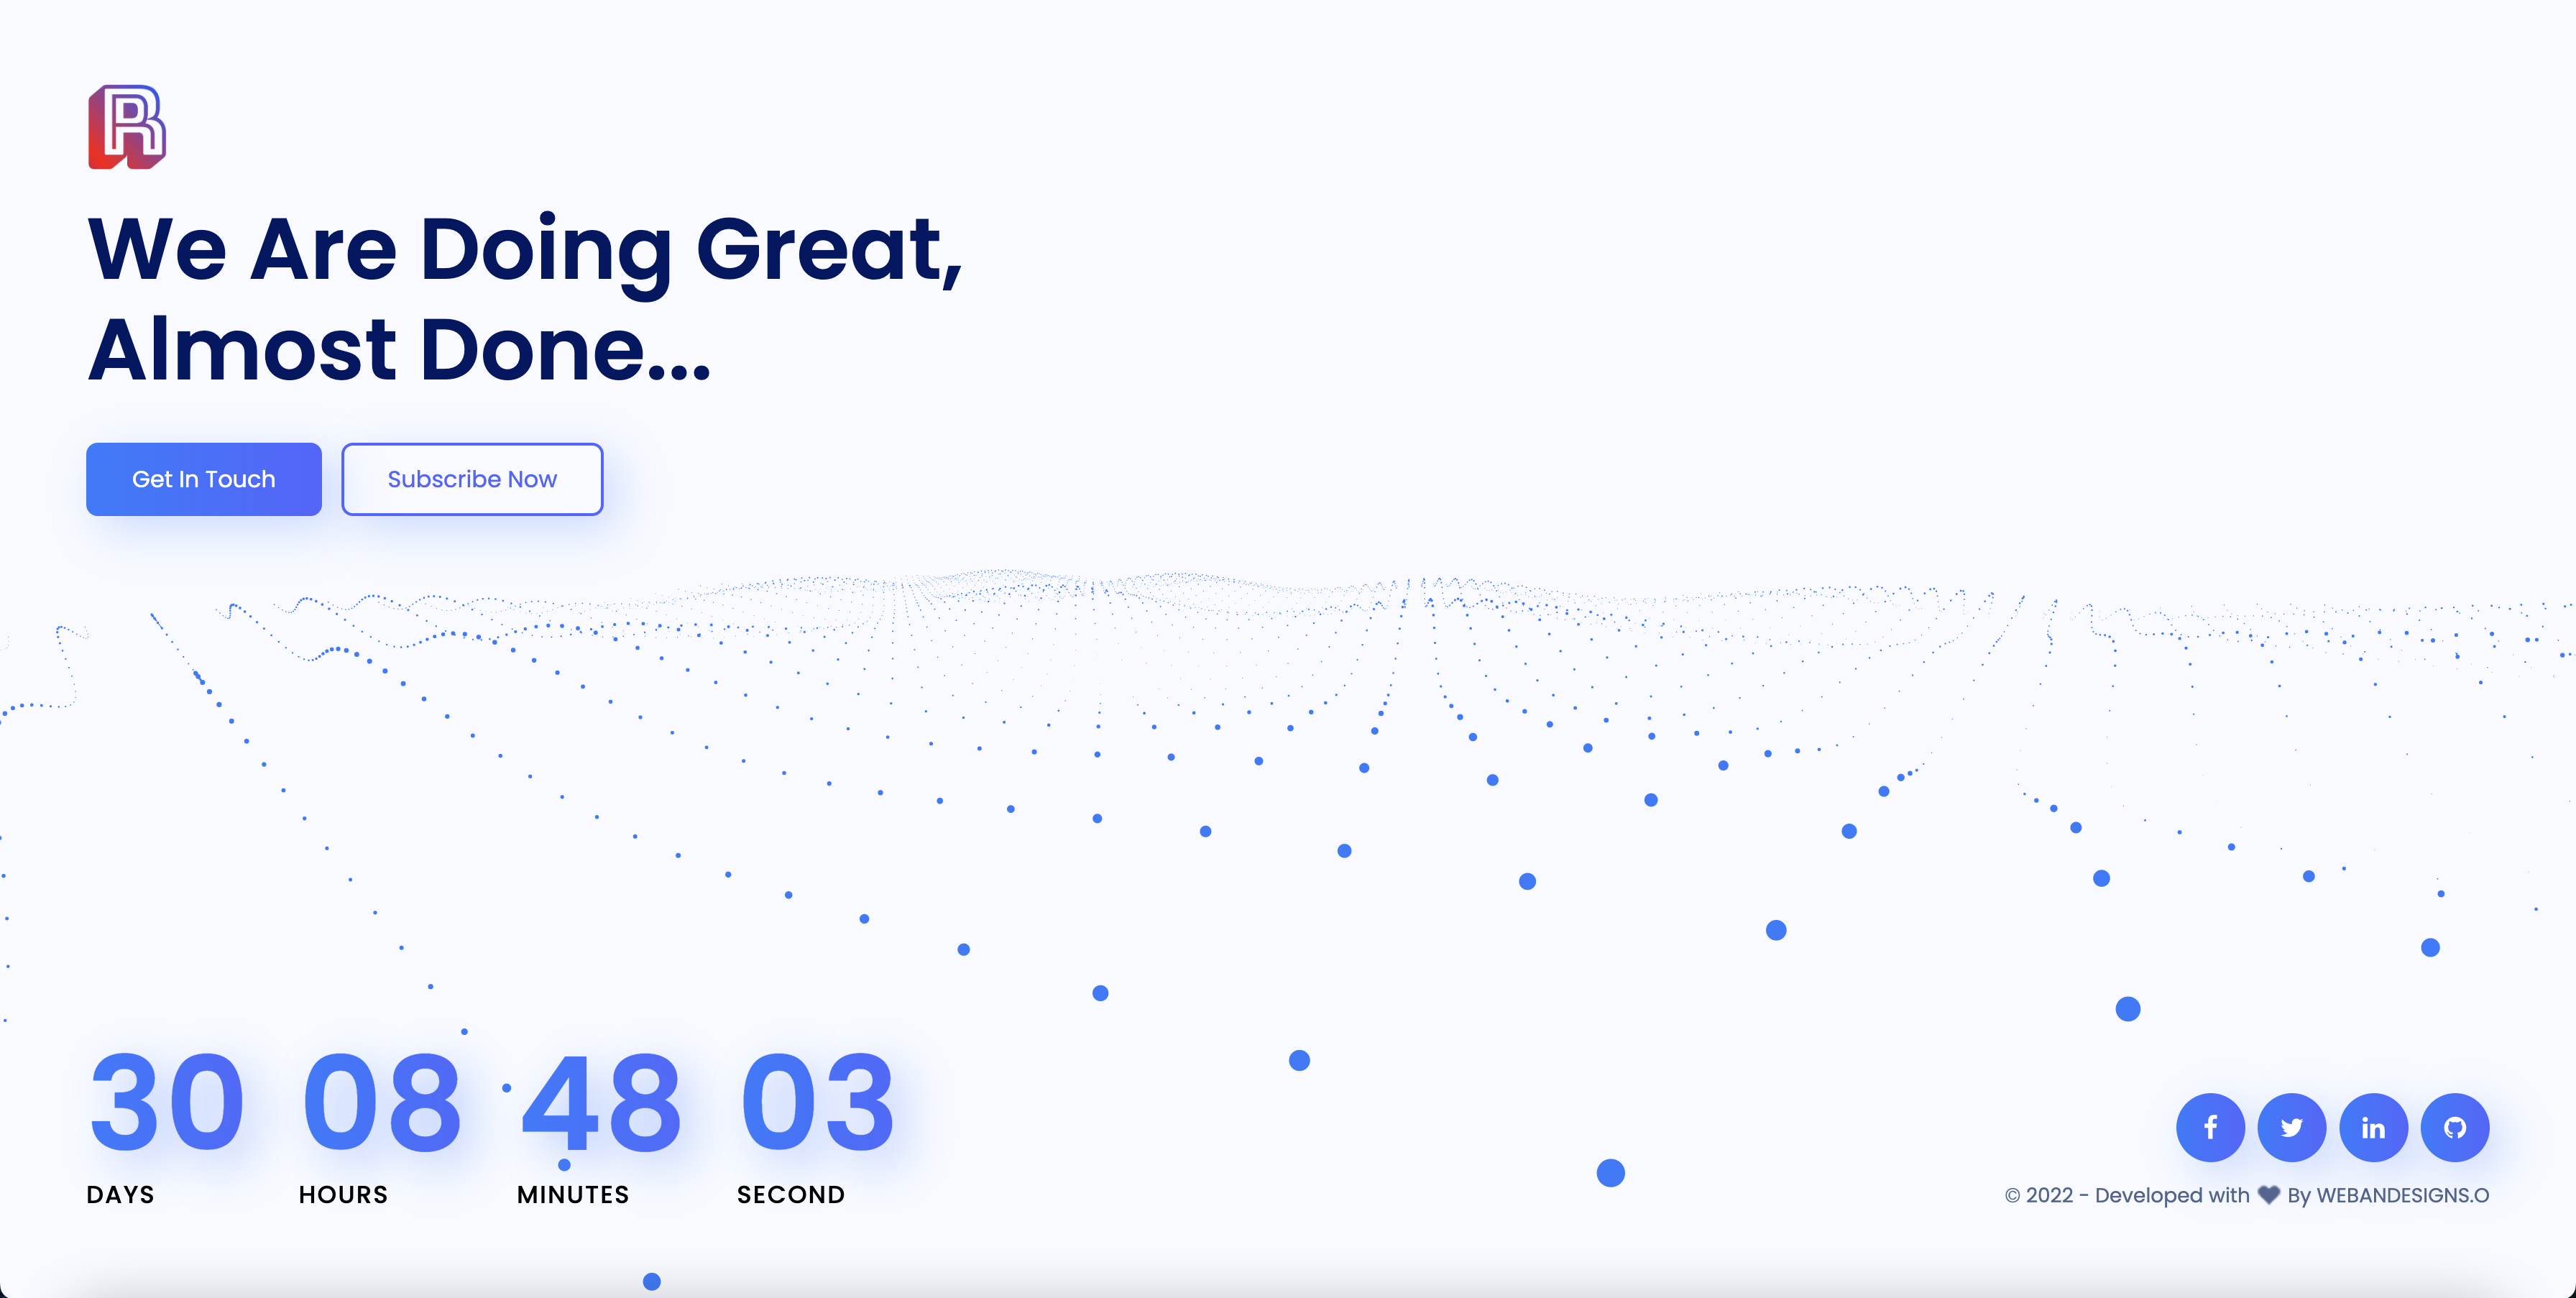 R
We Are Doing Great,
Almost Done...
Get In Touch
Subscribe Now
30 08 48 03
DAYS HOURS MINUTES SECOND
© 2022 - Developed with ♥ By WEBANDESIGNS.O